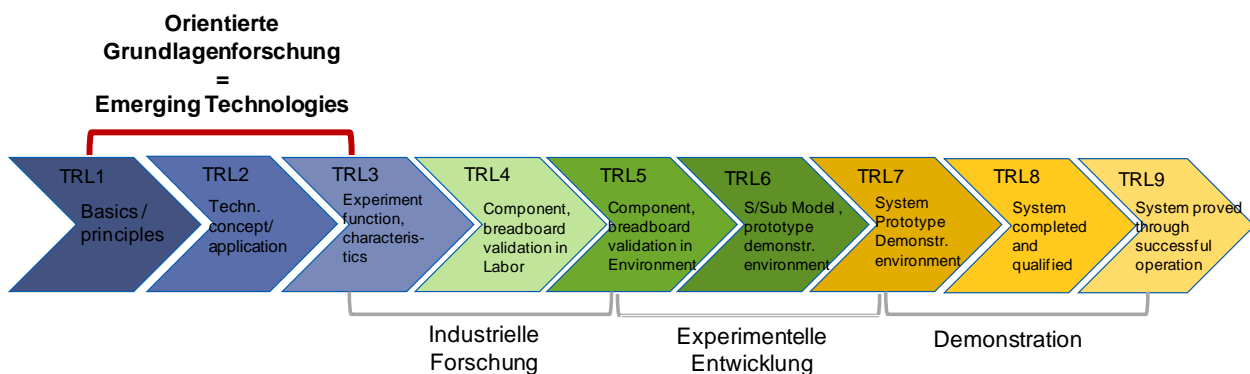 Orientierte
Grundlagenforschung
=
Emerging Technologies
TRL1
Basics /
principles
TRL2
Techn.
concept/
application
TRL3
Experiment
function,
characteris-
tics
TRL4
Component,
breadboard
validation in
Labor
TRL5
Component,
breadboard
validation in
Environment
TRL6
S/Sub Model ,
prototype
demonstr.
environment
TRL7
System
Prototype
Demonstr.
environment
TRL8
System
completed
and
qualified
TRL9
System proved
through
successful
operation
Industrielle
Forschung
Experimentelle
Entwicklung
Demonstration